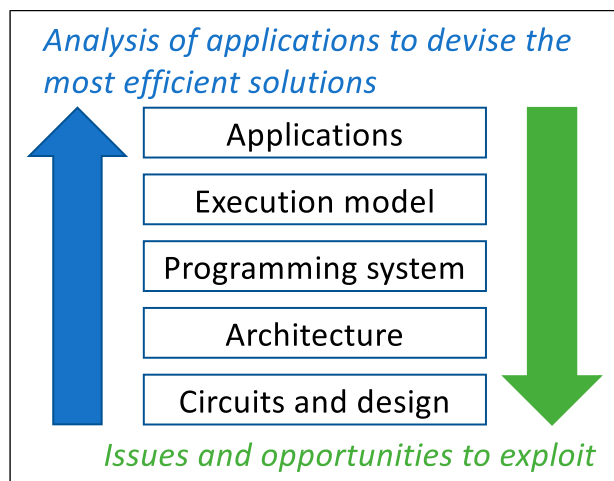 Analysis of applications to devise the
most efficient solutions
Applications
Execution model
Programming system
Architecture
Circuits and design
Issues and opportunities to exploit